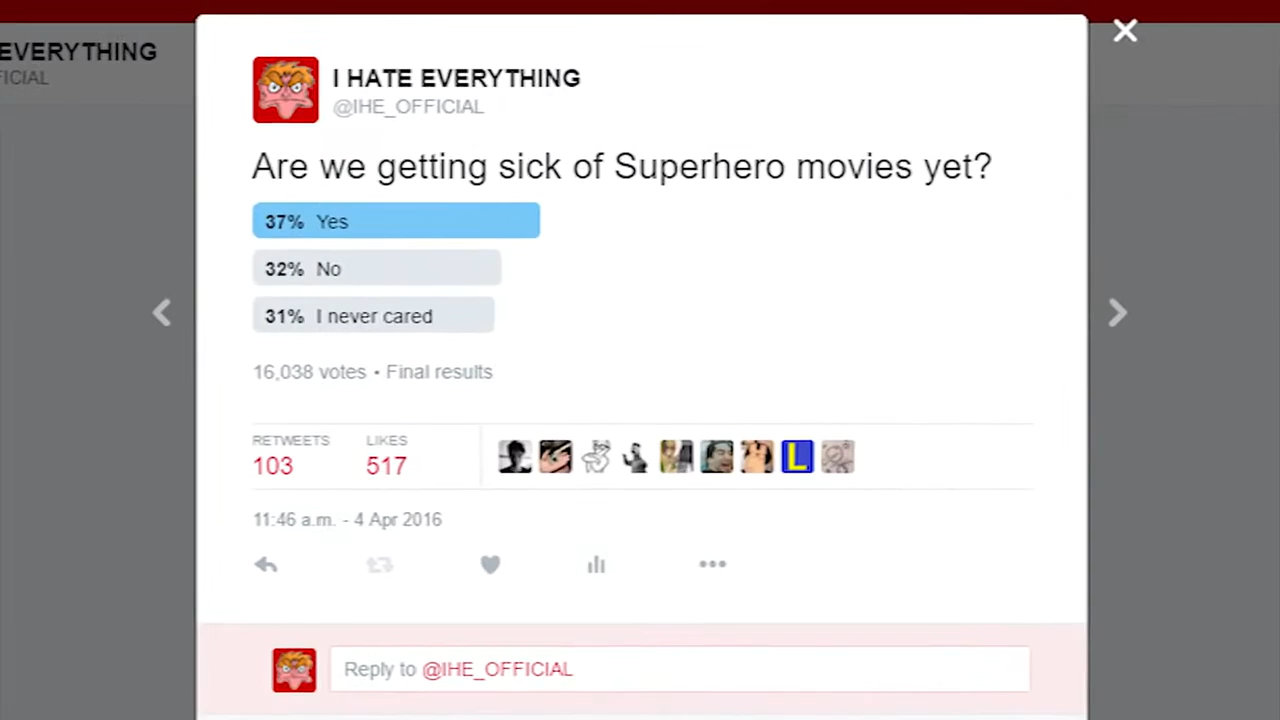 EVERYTHING
FICIAL
I HATE EVERYTHING
@IHE_OFFICIAL
Are we getting sick of Superhero movies yet?
37% Yes
32% No
31% I never cared
16,038 votes • Final results
RETWEETS LIKES
103 517
L
11:46 a.m. - 4 Apr 2016
Reply to @IHE_OFFICIAL